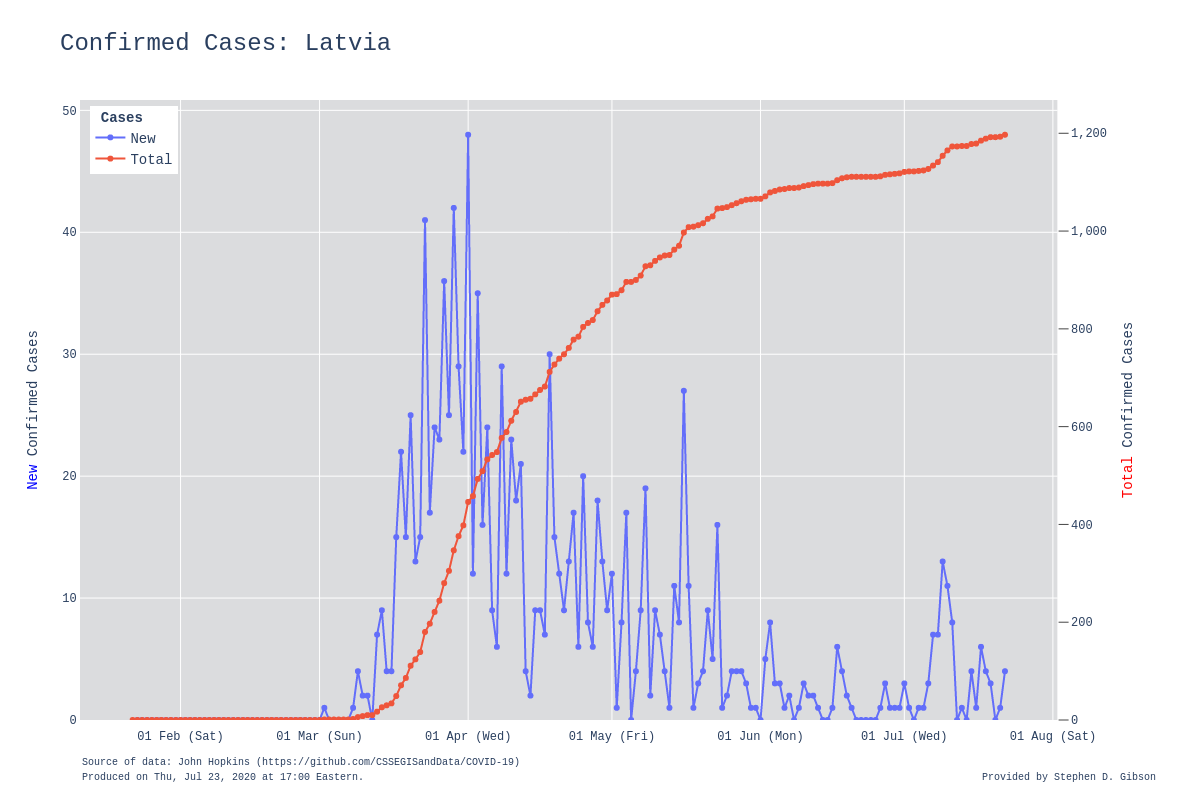 Confirmed Cases: Latvia
Cases
New
Total
50
40
30
20
10
0
1,200
1,000
800
600
400
200
0
New Confirmed Cases
Total Confirmed Cases
01 Feb (Sat)
01 Mar (Sun)
01 Apr (Wed)
01 May (Fri)
01 Jun (Mon)
01 Jul (Wed)
01 Aug (Sat)
Source of data: John Hopkins (https://github.com/CSSEGISandData/COVID-19)
Produced on Thu, Jul 23, 2020 at 17:00 Eastern.
Provided by Stephen D. Gibson